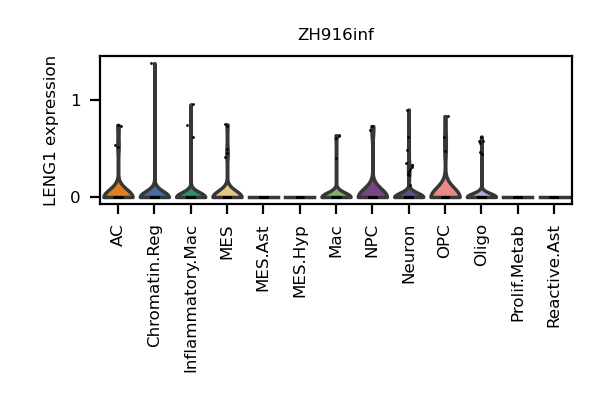 ZH916inf
LENG1 expression
1
0
AC
Chromatin.Reg
Inflammatory.Mac
MES
MES.Ast
MES.Hyp
Mac
NPC
Neuron
OPC
Oligo
Prolif.Metab
Reactive.Ast